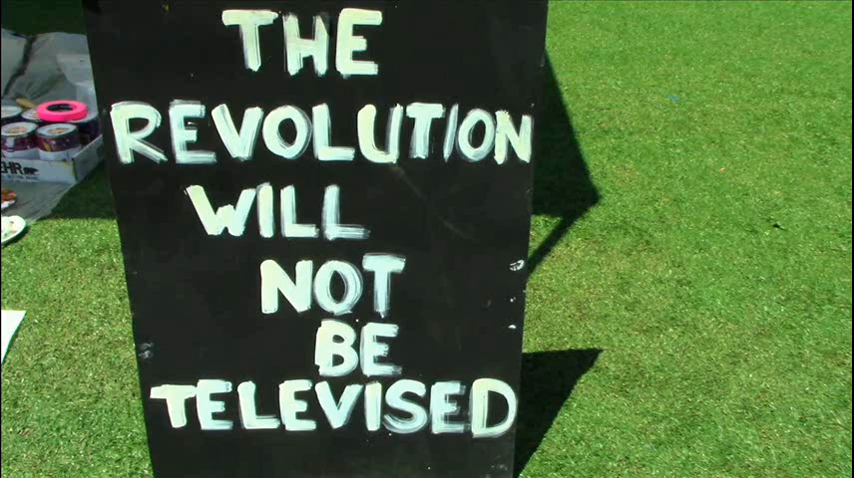 THE
REVOLUTION
WILL
NOT
BE
TELEVISED